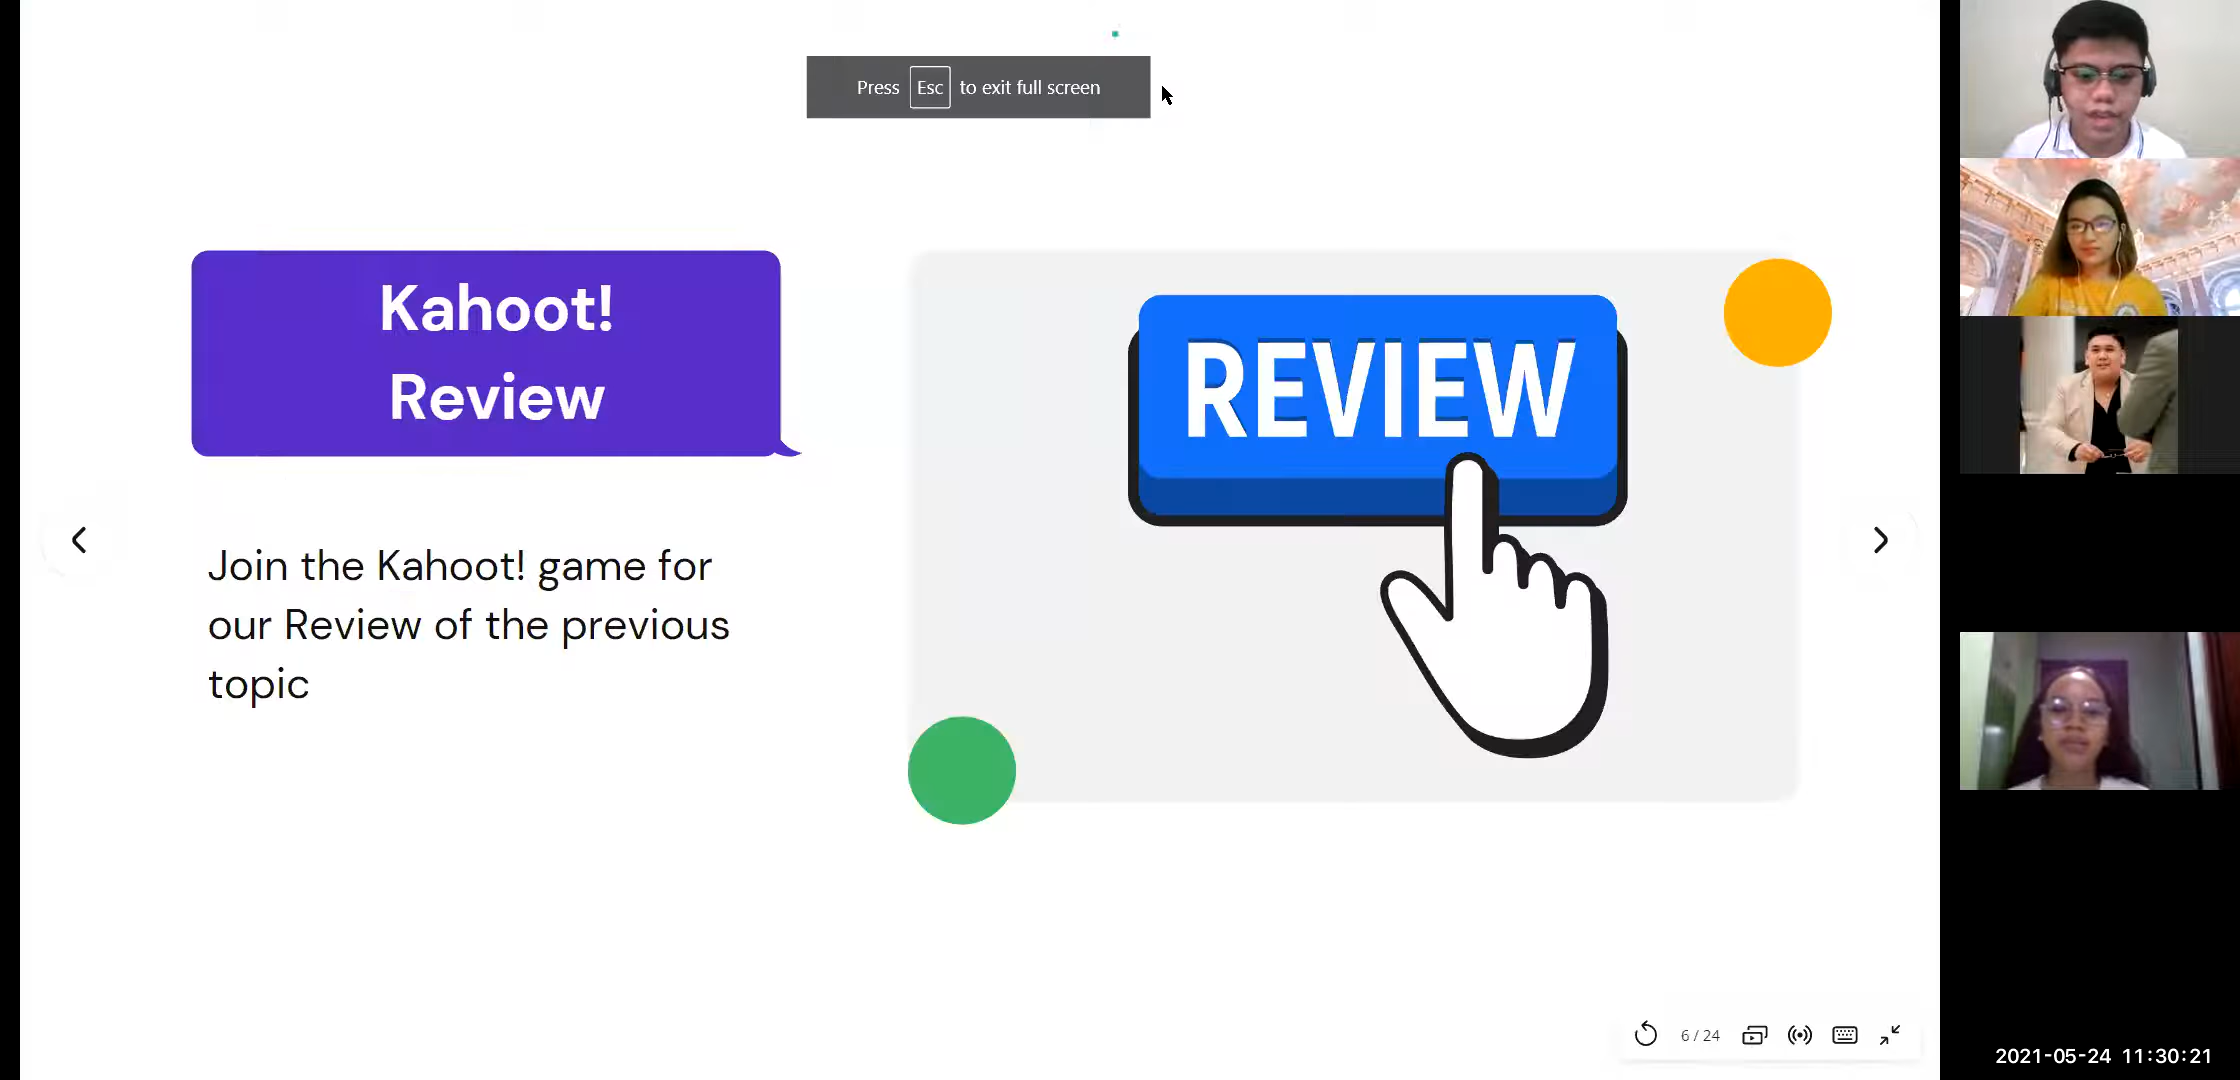 Press Esc to exit full screen
Kahoot!
Review
REVIEW
Join the Kahoot! game for
our Review of the previous
topic
6 / 24
2021-05-24 11:30:21